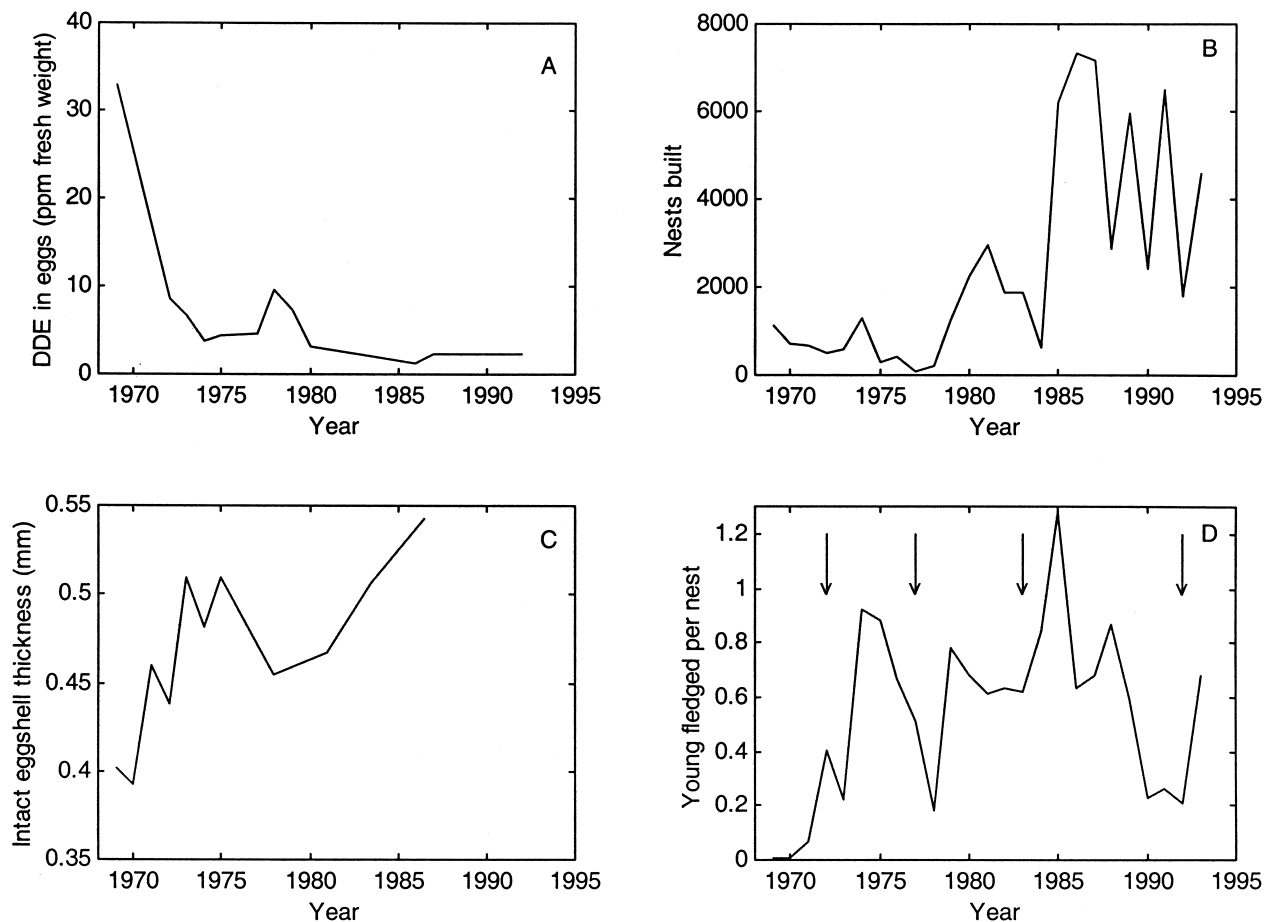 A
DDE in eggs (ppm fresh weight)
40
30
20
10
0
1970 1975 1980 1985 1990 1995
Year
B
Nests built
8000
6000
4000
2000
0
1970 1975 1980 1985 1990 1995
Year
C
Intact eggshell thickness (mm)
0.55
0.5
0.45
0.4
0.35
1970 1975 1980 1985 1990 1995
Year
D
Young fledged per nest
1.2
1
0.8
0.6
0.4
0.2
0
1970 1975 1980 1985 1990 1995
Year